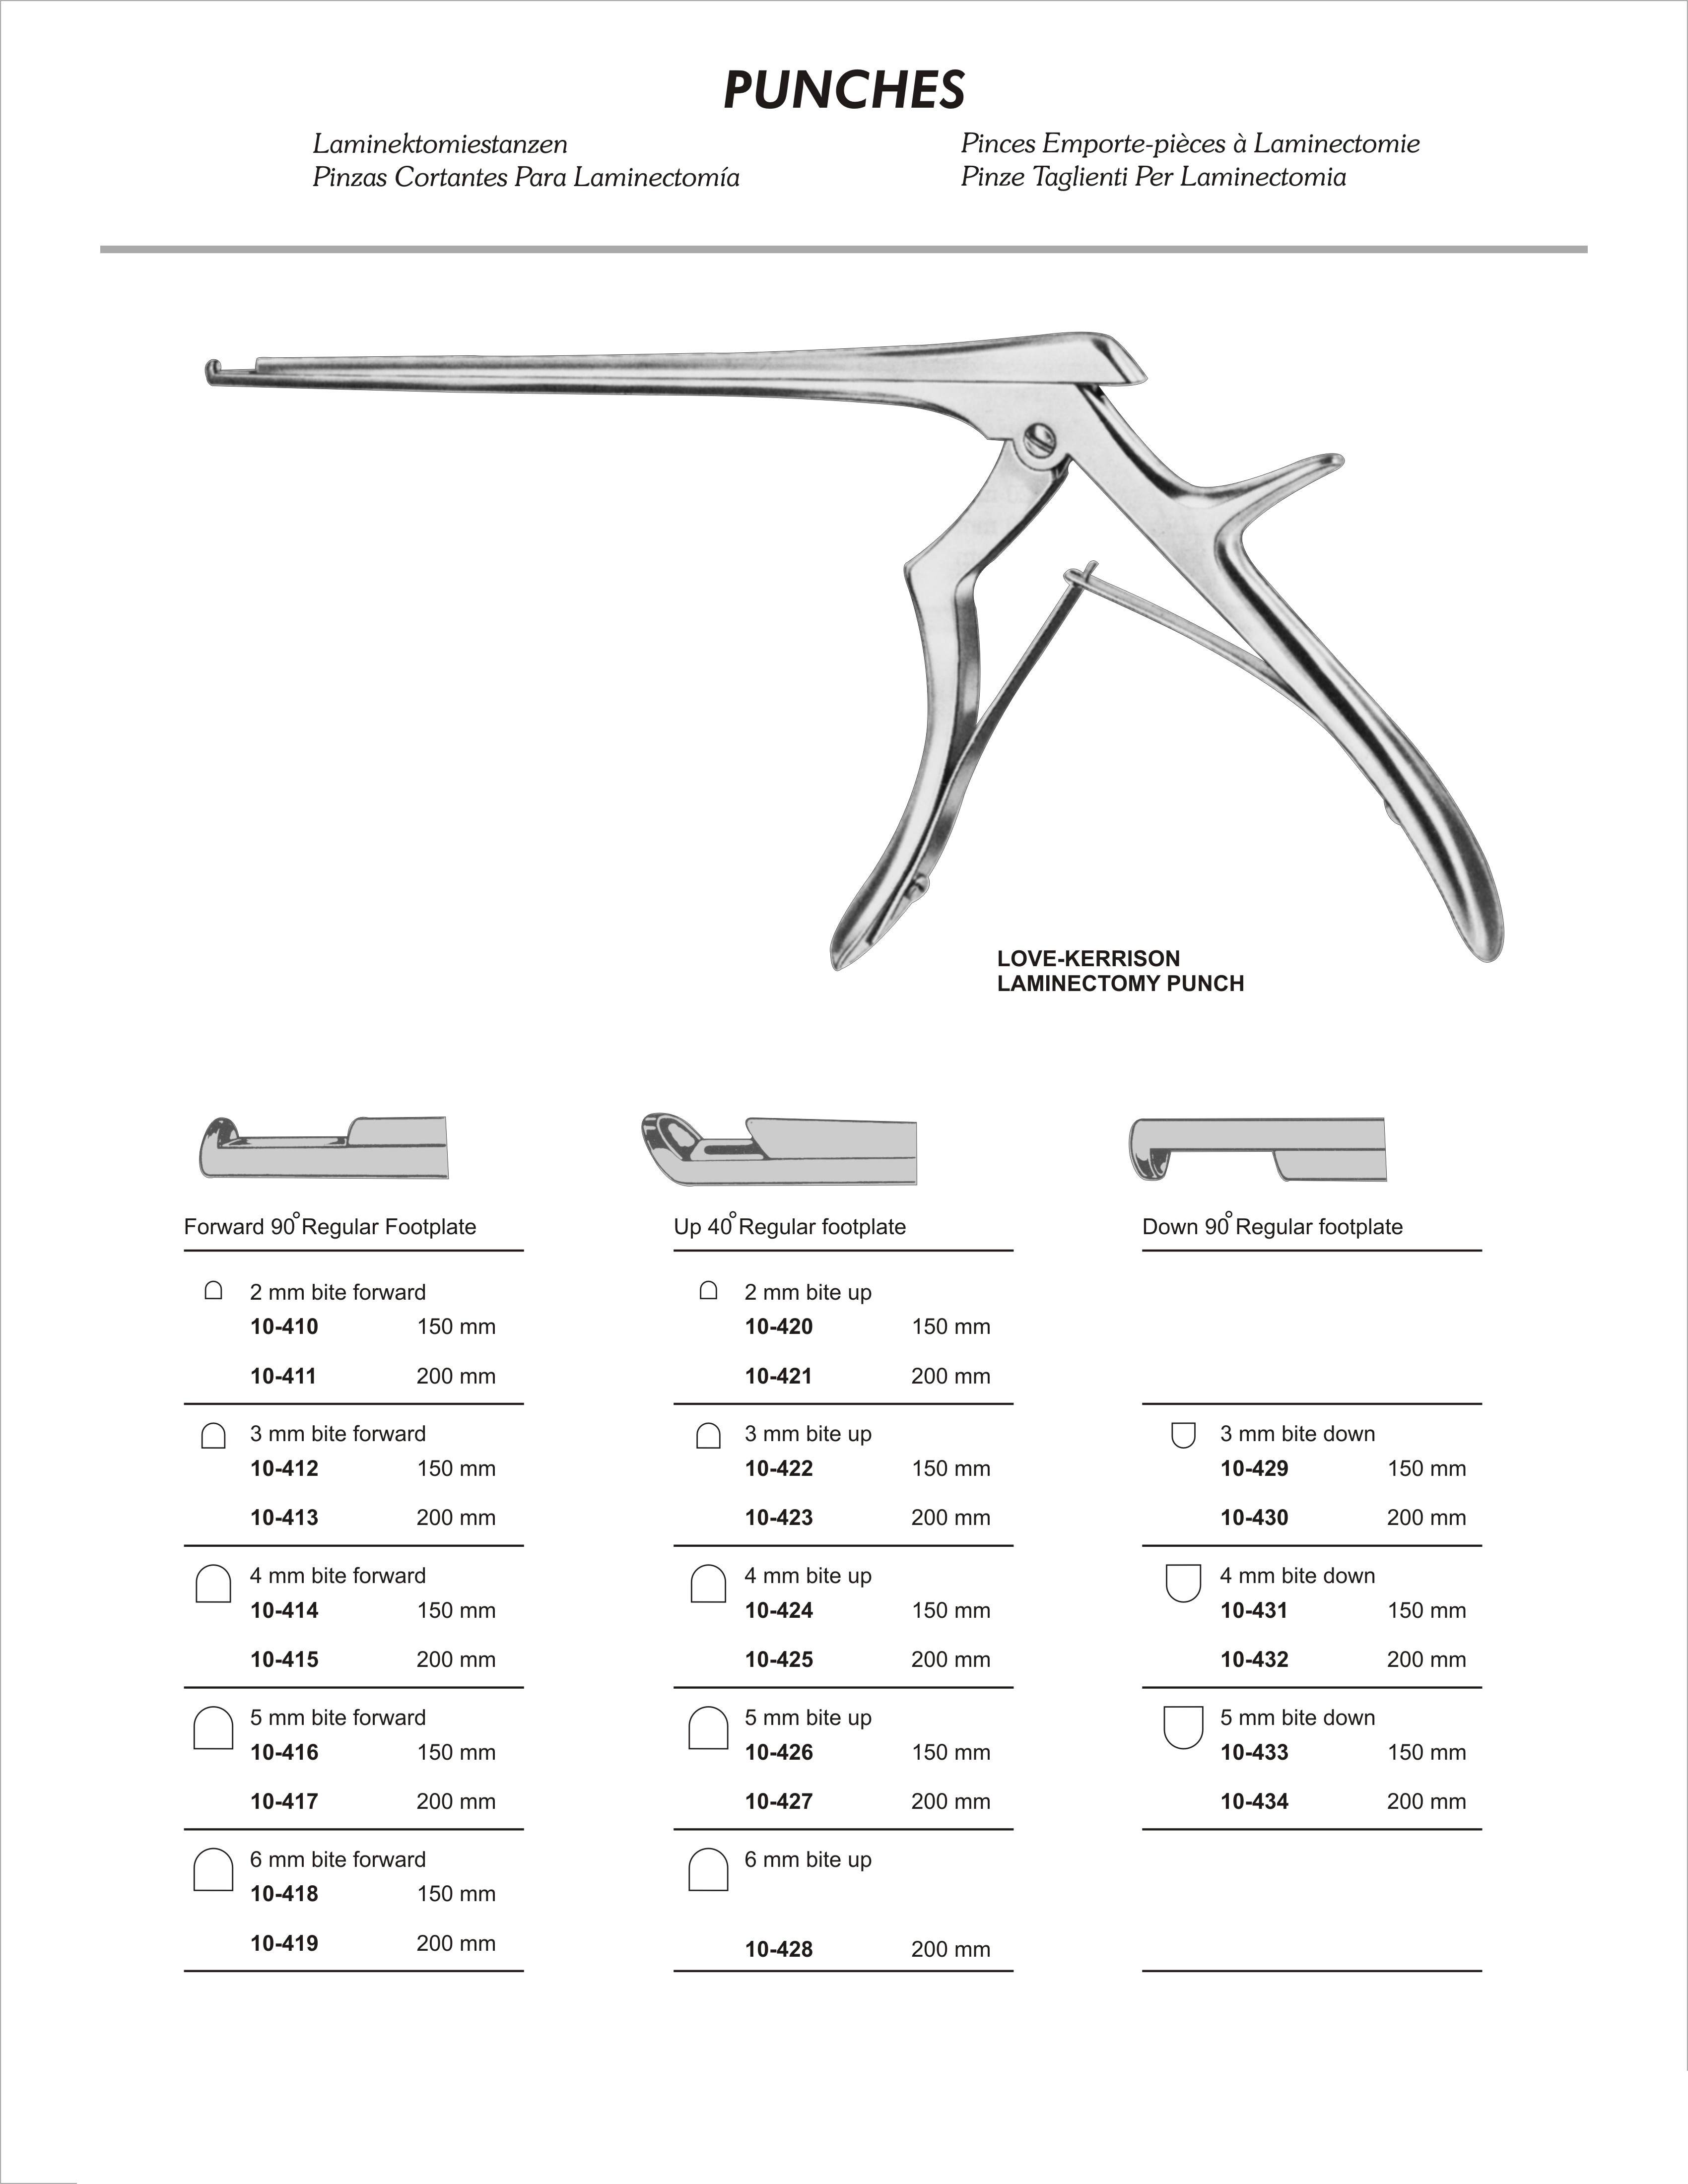 PUNCHES
Laminektomiestanzen
Pinzas Cortantes Para Laminectomía
Pinces Emporte-pièces à Laminectomie
Pinze Taglienti Per Laminectomia
LOVE-KERRISON
LAMINECTOMY PUNCH
Forward 90° Regular Footplate
2 mm bite forward
10-410 150 mm
10-411 200 mm
3 mm bite forward
10-412 150 mm
10-413 200 mm
4 mm bite forward
10-414 150 mm
10-415 200 mm
5 mm bite forward
10-416 150 mm
10-417 200 mm
6 mm bite forward
10-418 150 mm
10-419 200 mm
Up 40° Regular footplate
2 mm bite up
10-420 150 mm
10-421 200 mm
3 mm bite up
10-422 150 mm
10-423 200 mm
4 mm bite up
10-424 150 mm
10-425 200 mm
5 mm bite up
10-426 150 mm
10-427 200 mm
6 mm bite up
10-428 200 mm
Down 90° Regular footplate
3 mm bite down
10-429 150 mm
10-430 200 mm
4 mm bite down
10-431 150 mm
10-432 200 mm
5 mm bite down
10-433 150 mm
10-434 200 mm